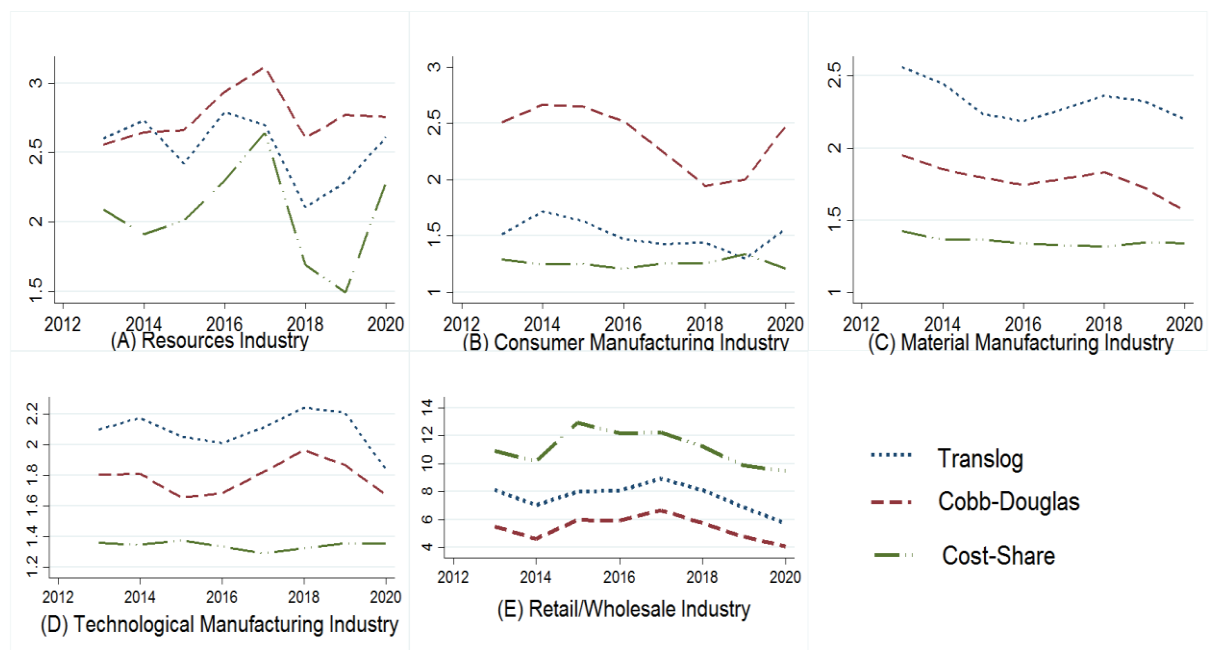 3
2.5
2
1.5
2012 2014 2016 2018 2020
(A) Resources Industry
3
2.5
2
1.5
1
2012 2014 2016 2018 2020
(B) Consumer Manufacturing Industry
2.5
2
1.5
1
2012 2014 2016 2018 2020
(C) Material Manufacturing Industry
2.2
2
1.8
1.6
1.4
1.2
2012 2014 2016 2018 2020
(D) Technological Manufacturing Industry
14
12
10
8
6
4
2012 2014 2016 2018 2020
(E) Retail/Wholesale Industry
Translog
Cobb-Douglas
Cost-Share